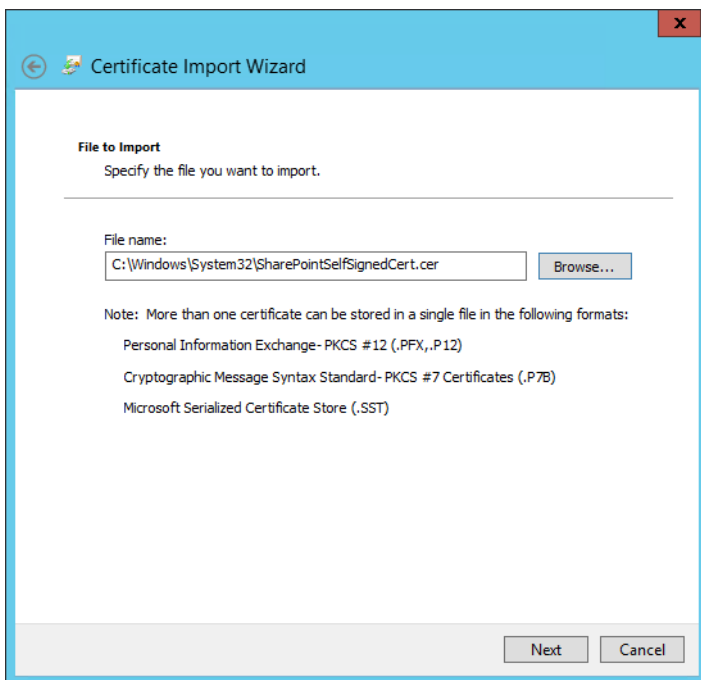 x
Certificate Import Wizard
File to Import
Specify the file you want to import.
File name:
C:\Windows\System32\SharePointSelfSignedCert.cer
Browse...
Note: More than one certificate can be stored in a single file in the following formats:
Personal Information Exchange- PKCS #12 (.PFX,.P12)
Cryptographic Message Syntax Standard- PKCS #7 Certificates (.P7B)
Microsoft Serialized Certificate Store (.SST)
Next Cancel